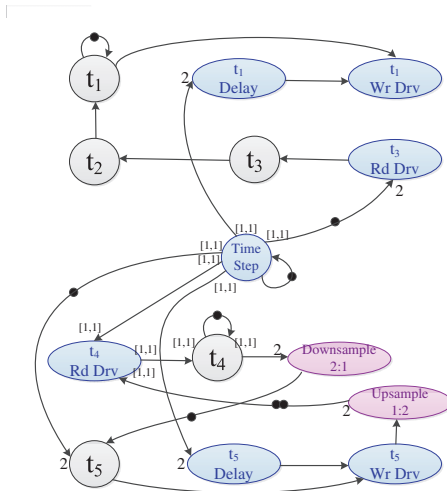 t1
2
t1
Delay
t1
Wr Drv
t2
t3
t3
Rd Drv
2
[1,1]
[1,1]
[1,1]
[1,1]
Time
Step
[1,1]
[1,1]
t4
Rd Drv
[1,1]
[1,1]
[1,1]
t4
[1,1]
2
Downsample
2:1
Upsample
1:2
2
2
t5
2
t5
Delay
t5
Wr Drv